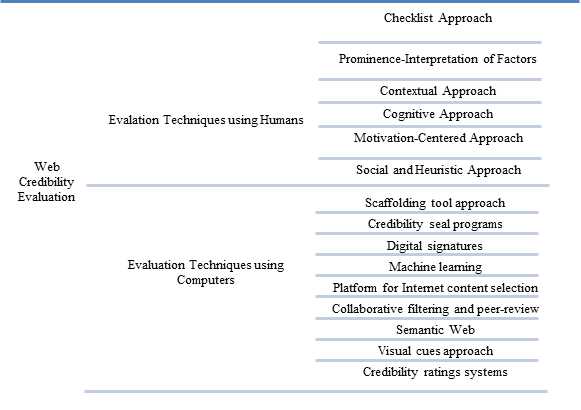 Web
Credibility
Evaluation
Evalation Techniques using Humans
Checklist Approach
Prominence-Interpretation of Factors
Contextual Approach
Cognitive Approach
Motivation-Centered Approach
Social and Heuristic Approach
Evaluation Techniques using
Computers
Scaffolding tool approach
Credibility seal programs
Digital signatures
Machine learning
Platform for Internet content selection
Collaborative filtering and peer-review
Semantic Web
Visual cues approach
Credibility ratings systems